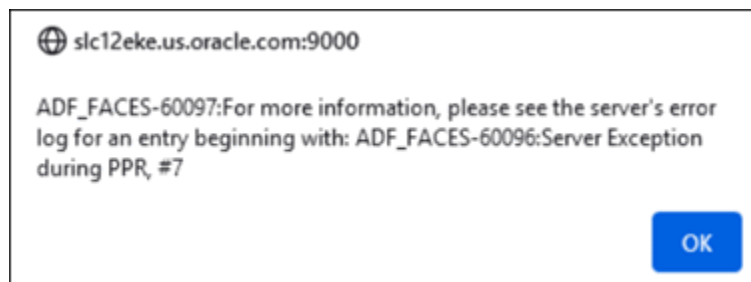 slc12eke.us.oracle.com:9000
ADF_FACES-60097:For more information, please see the server's error
log for an entry beginning with: ADF_FACES-60096:Server Exception
during PPR, #7
OK